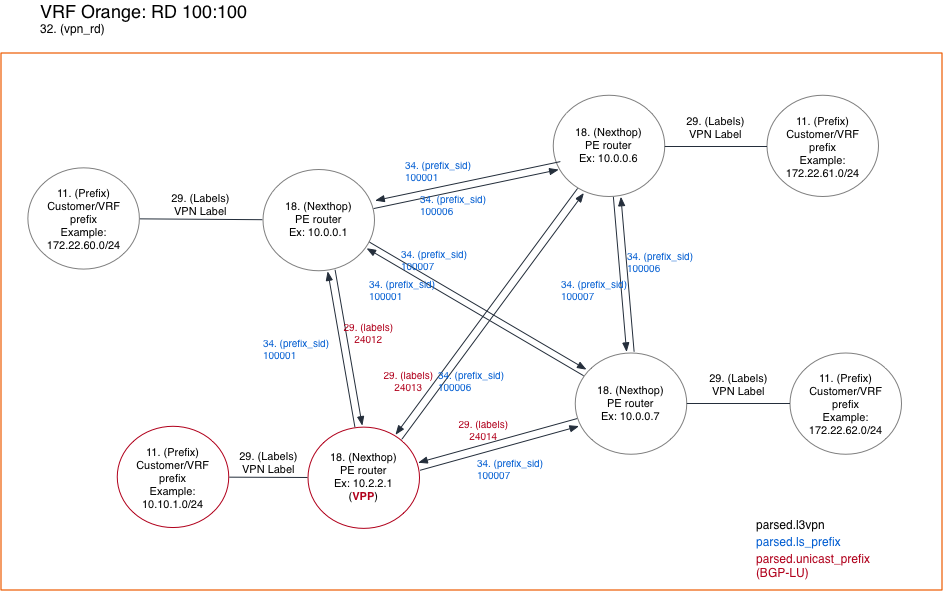 VRF Orange: RD 100:100
32. (vpn_rd)
11. (Prefix)
Customer/VRF
prefix
Example:
172.22.60.0/24
29. (Labels)
VPN Label
18. (Nexthop)
PE router
Ex: 10.0.0.1
34. (prefix_sid)
100001
34. (prefix_sid)
100006
18. (Nexthop)
PE router
Ex: 10.0.0.6
29. (Labels)
VPN Label
11. (Prefix)
Customer/VRF
prefix
Example:
172.22.61.0/24
34. (prefix_sid)
100007
34. (prefix_sid)
100001
34. (prefix_sid)
100006
34. (prefix_sid)
100007
34. (prefix_sid)
100001
29. (labels)
24012
29. (labels)
24013
34. (prefix_sid)
100006
18. (Nexthop)
PE router
Ex: 10.0.0.7
29. (Labels)
VPN Label
11. (Prefix)
Customer/VRF
prefix
Example:
172.22.62.0/24
29. (labels)
24014
34. (prefix_sid)
100007
11. (Prefix)
Customer/VRF
prefix
Example:
10.10.1.0/24
29. (Labels)
VPN Label
18. (Nexthop)
PE router
Ex: 10.2.2.1
(VPP)
parsed.l3vpn
parsed.ls_prefix
parsed.unicast_prefix
(BGP-LU)